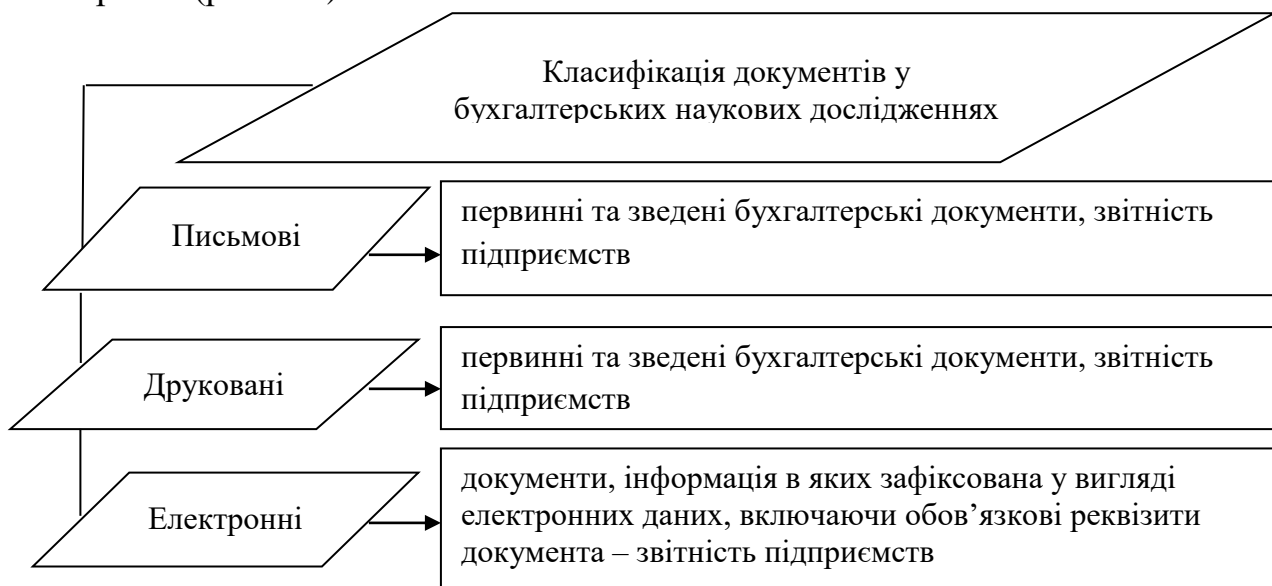 Класифікація документів у
бухгалтерських наукових дослідженнях
Письмові
первинні та зведені бухгалтерські документи, звітність
підприємств
Друковані
первинні та зведені бухгалтерські документи, звітність
підприємств
Електронні
документи, інформація в яких зафіксована у вигляді
електронних даних, включаючи обов’язкові реквізити
документа – звітність підприємств